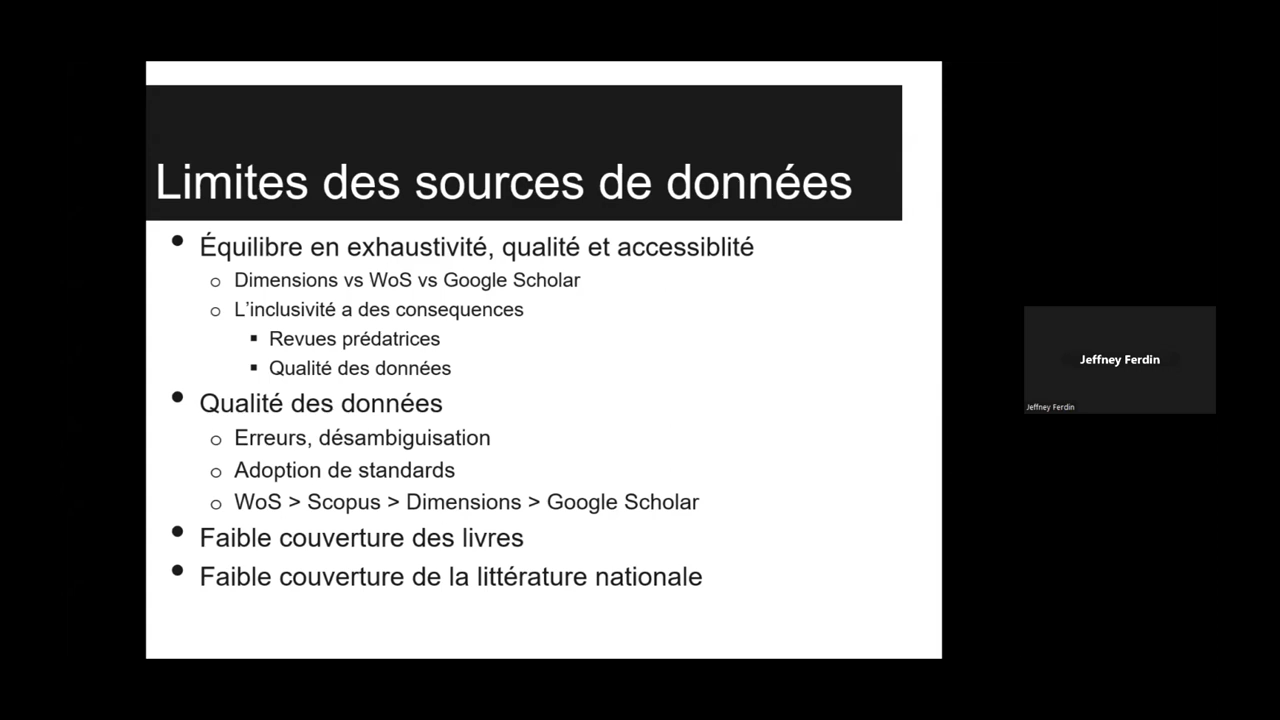 Limites des sources de données
• Équilibre en exhaustivité, qualité et accessiblité
o Dimensions vs WoS vs Google Scholar
o L'inclusivité a des consequences
▪ Revues prédatrices
▪ Qualité des données
• Qualité des données
o Erreurs, désambiguisation
o Adoption de standards
o WoS > Scopus > Dimensions > Google Scholar
• Faible couverture des livres
• Faible couverture de la littérature nationale
Jeffney Ferdin
Jeffney Ferdin